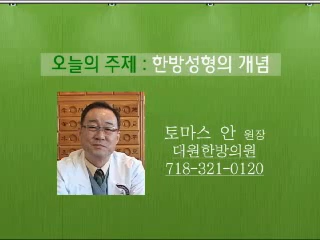 오늘의 주제 : 한방성형의 개념
토마스 안 원장
대원한방의원
718-321-0120